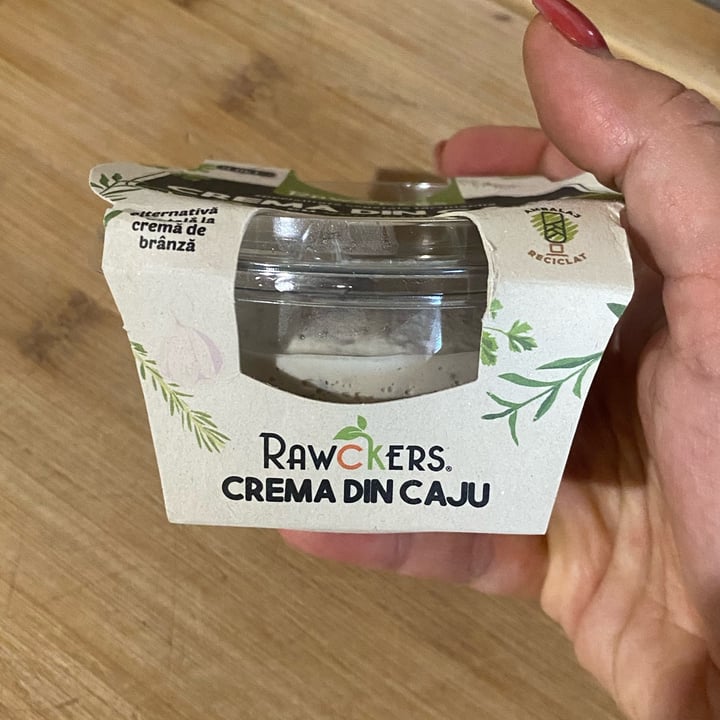 CREMA DIN
alternativă
la
cremă de
brânză
AMBALAJ
RECICLAT
RAWCKERS®
CREMA DIN CAJU